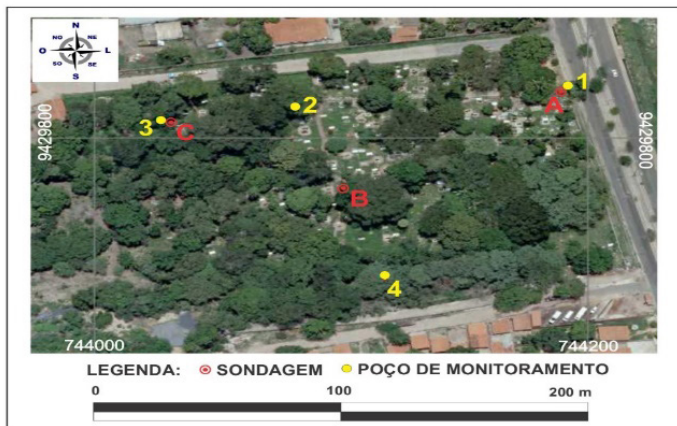 N
NO NE
O L
SO SE
S
1
A
2
3
C
9429800
9429800
B
4
744000
744200
LEGENDA: SONDAGEM POÇO DE MONITORAMENTO
0 100 200 m